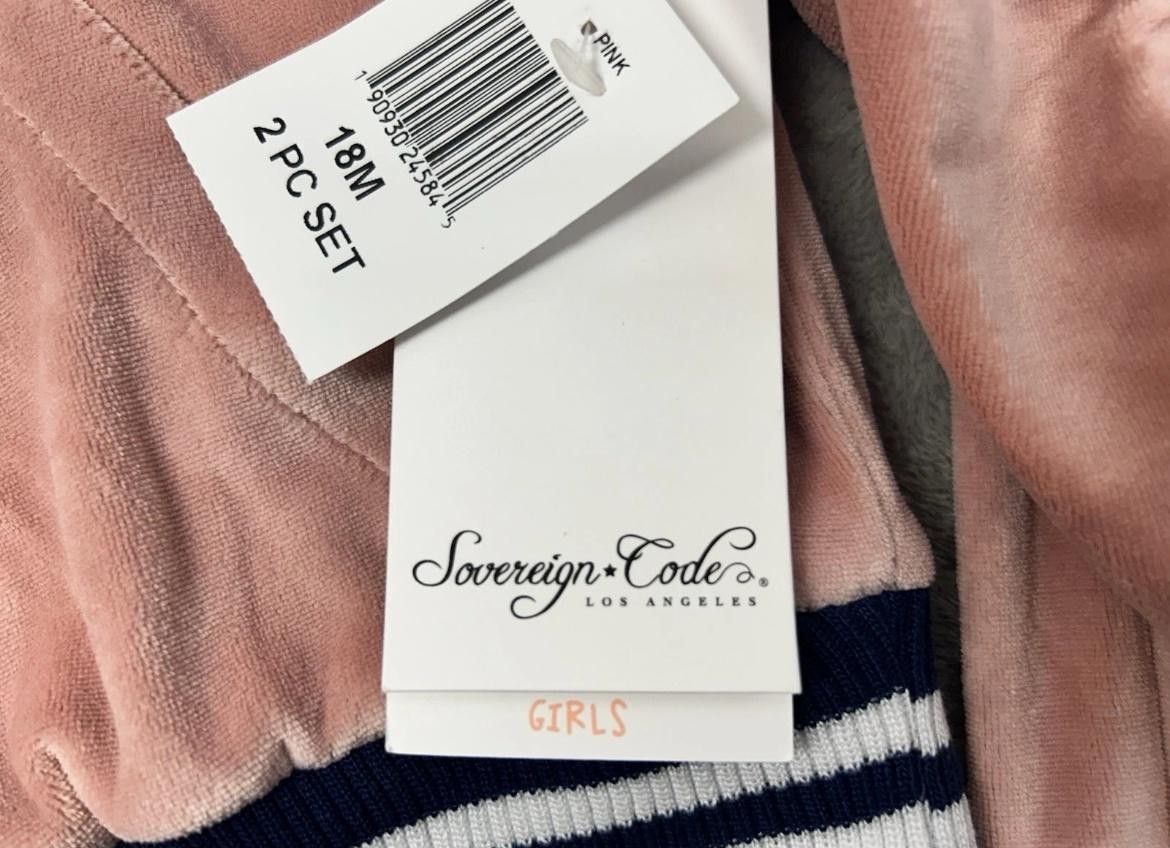 PINK
1 90930 24584 5
18M
2 PC SET
Sovereign★Code®
LOS ANGELES
GIRLS